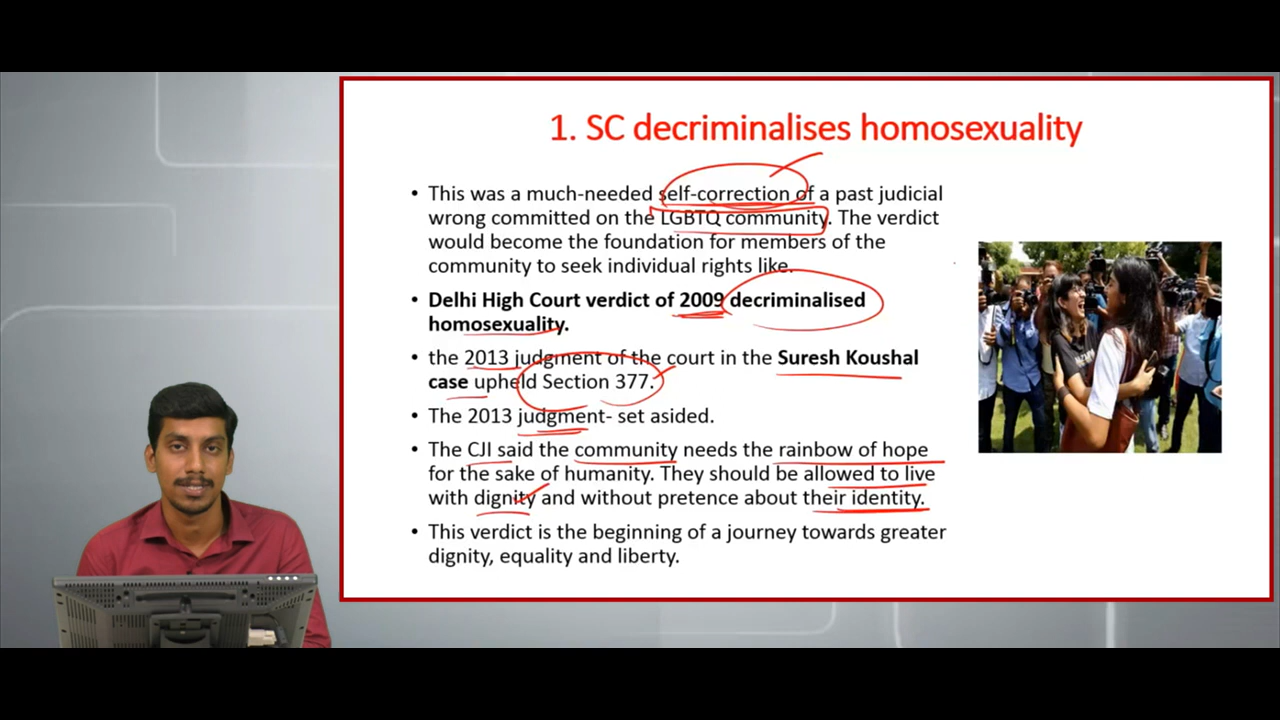 1. SC decriminalises homosexuality
• This was a much-needed self-correction of a past judicial
wrong committed on the LGBTQ community. The verdict
would become the foundation for members of the
community to seek individual rights like.
• Delhi High Court verdict of 2009 decriminalised
homosexuality.
• the 2013 judgment of the court in the Suresh Koushal
case upheld Section 377.
• The 2013 judgment- set asided.
• The CJI said the community needs the rainbow of hope
for the sake of humanity. They should be allowed to live
with dignity and without pretence about their identity.
• This verdict is the beginning of a journey towards greater
dignity, equality and liberty.